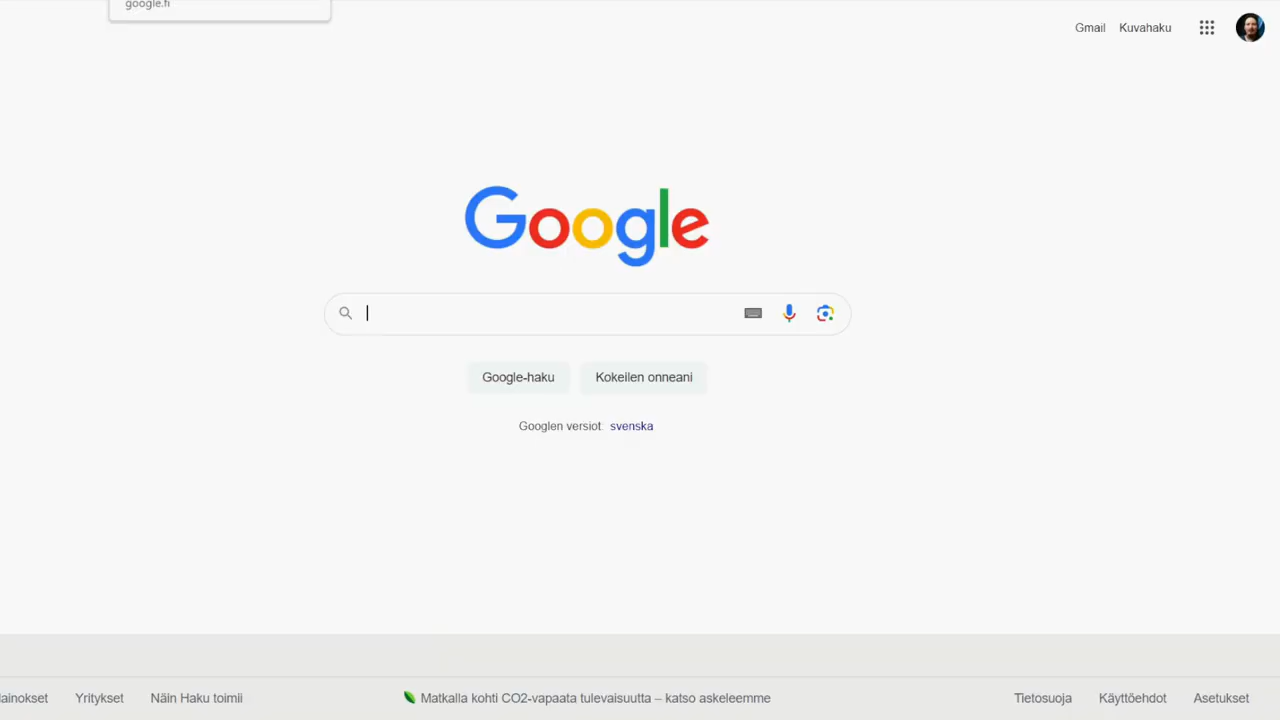 google.fi
Gmail Kuvahaku
Google
Google-haku Kokeilen onneani
Googlen versiot: svenska
ainokset Yritykset Näin Haku toimii Matkalla kohti CO2-vapaata tulevaisuutta – katso askeleemme Tietosuoja Käyttöehdot Asetukset